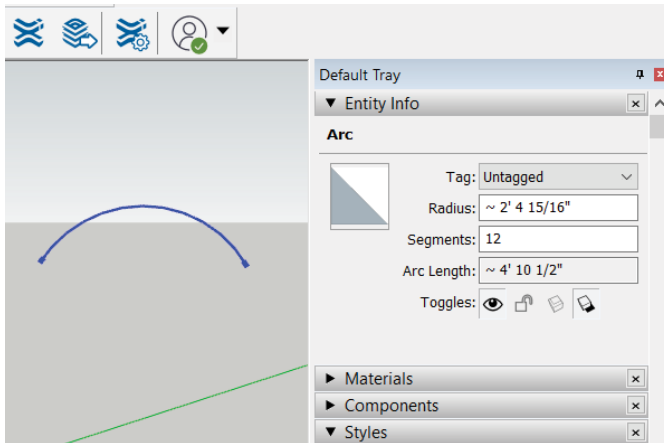 Default Tray
Entity Info
Arc
Tag: Untagged
Radius: ~ 2' 4 15/16"
Segments: 12
Arc Length: ~ 4' 10 1/2"
Toggles:
Materials
Components
Styles